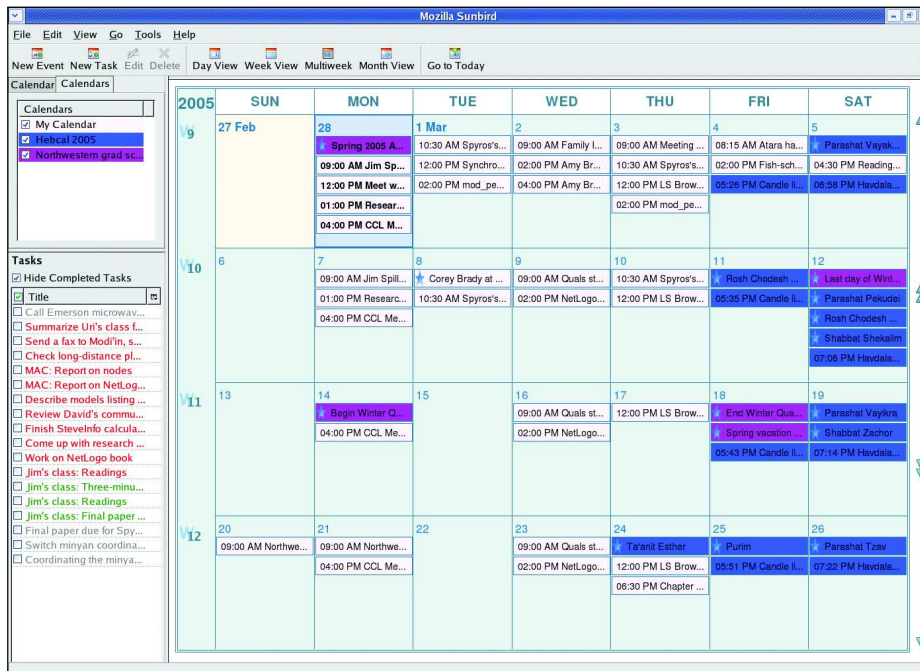 Mozilla Sunbird
File Edit View Go Tools Help
New Event New Task Edit Delete Day View Week View Multiweek Month View Go to Today
Calendar Calendars
Calendars
My Calendar
Hebcal 2005
Northwestern grad sc...
Tasks
Hide Completed Tasks
Title
Call Emerson microwav...
Summarize Uri's class f...
Send a fax to Modi'in, s...
Check long-distance pl...
MAC: Report on nodes
MAC: Report on NetLog...
Describe models listing ...
Review David's commu...
Finish SteveInfo calcula...
Come up with research ...
Work on NetLogo book
Jim's class: Readings
Jim's class: Three-minu...
Jim's class: Readings
Jim's class: Final paper ...
Final paper due for Spy...
Switch minyan coordina...
Coordinating the minya...
2005 SUN MON TUE WED THU FRI SAT
W9
27 Feb
28
Spring 2005 A...
09:00 AM Jim Sp...
12:00 PM Meet w...
01:00 PM Resear...
04:00 PM CCL M...
1 Mar
10:30 AM Spyros's...
12:00 PM Synchro...
02:00 PM mod_pe...
2
09:00 AM Family I...
02:00 PM Amy Br...
04:00 PM Amy Br...
3
09:00 AM Meeting ...
10:30 AM Spyros's...
12:00 PM LS Brow...
02:00 PM mod_pe...
4
08:15 AM Atara ha...
02:00 PM Fish-sch...
05:26 PM Candle li...
5
Parashat Vayak...
04:30 PM Reading...
06:58 PM Havdala...
W10
6
7
09:00 AM Jim Spill...
01:00 PM Researc...
04:00 PM CCL Me...
8
Corey Brady at ...
10:30 AM Spyros's...
9
09:00 AM Quals st...
02:00 PM NetLogo...
10
10:30 AM Spyros's...
12:00 PM LS Brow...
11
Rosh Chodesh ...
05:35 PM Candle li...
12
Last day of Wint...
Parashat Pekudei
Rosh Chodesh ...
Shabbat Shekalim
07:06 PM Havdala...
W11
13
14
Begin Winter Q...
04:00 PM CCL Me...
15
16
09:00 AM Quals st...
02:00 PM NetLogo...
17
12:00 PM LS Brow...
18
End Winter Qua...
Spring vacation ...
05:43 PM Candle li...
19
Parashat Vayikra
Shabbat Zachor
07:14 PM Havdala...
W12
20
09:00 AM Northwe...
21
09:00 AM Northwe...
04:00 PM CCL Me...
22
23
09:00 AM Quals st...
02:00 PM NetLogo...
24
Ta'anit Esther
12:00 PM LS Brow...
06:30 PM Chapter ...
25
Purim
05:51 PM Candle li...
26
Parashat Tzav
07:22 PM Havdala...